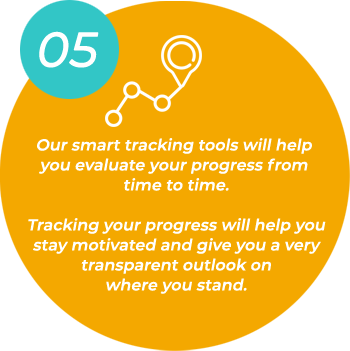 05
Our smart tracking tools will help
you evaluate your progress from
time to time.
Tracking your progress will help you
stay motivated and give you a very
transparent outlook on
where you stand.